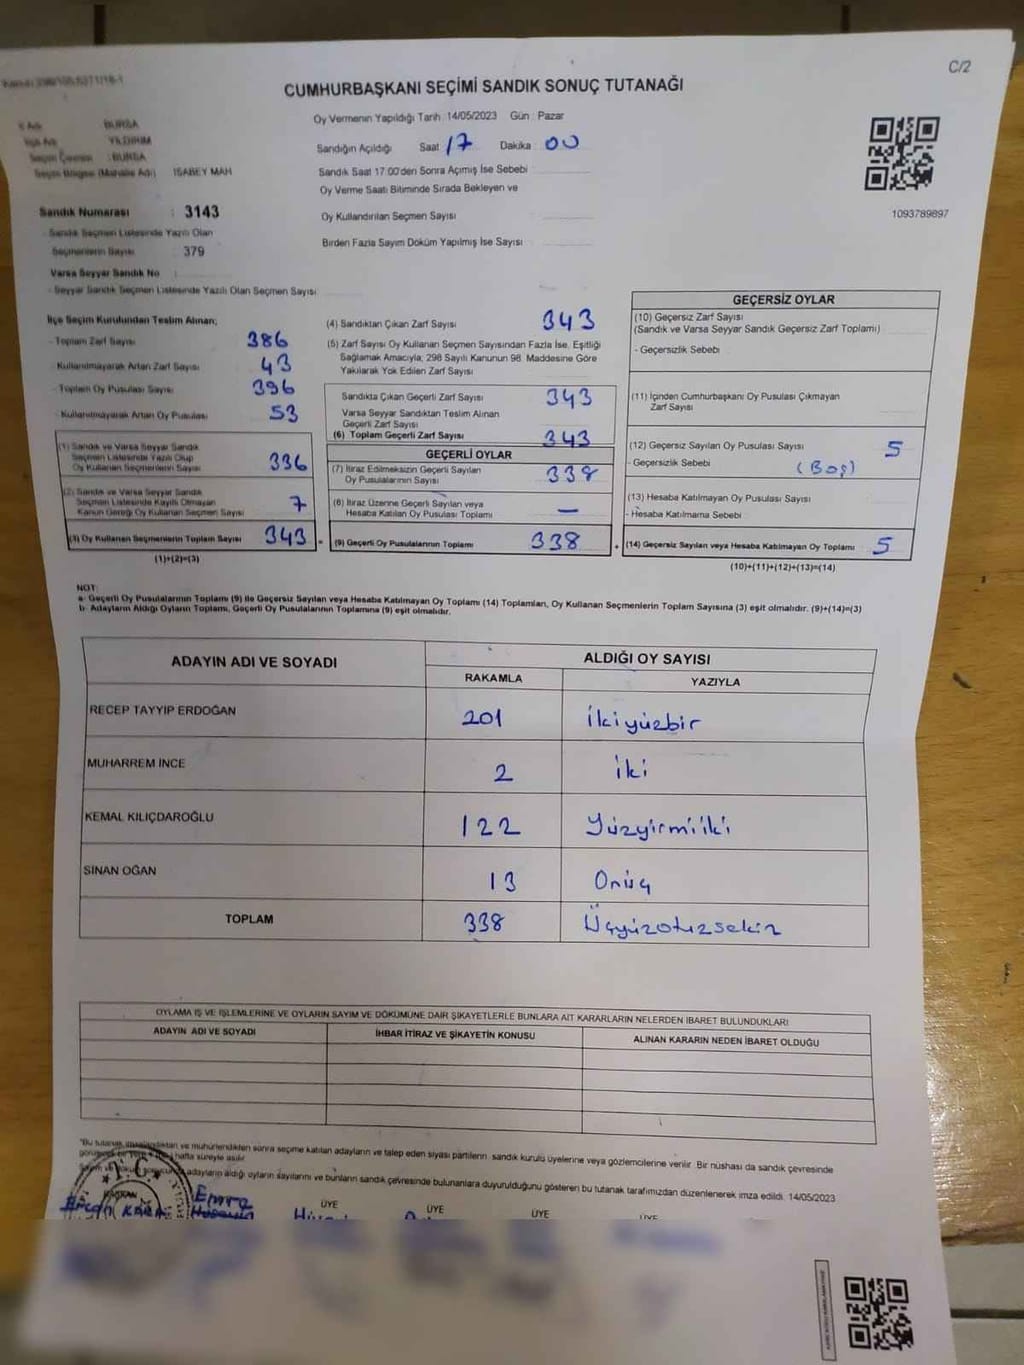 C/2
CUMHURBAŞKANI SEÇİMİ SANDIK SONUÇ TUTANAĞI
Oy Vermenin Yapıldığı Tarih 14/05/2023 Gün : Pazar
Sandığın Açıldığı Saat 17 Dakika 00
Sandık Saat 17:00'den Sonra Açımış İse Sebebi
Oy Verme Saati Bitiminde Sırada Bekleyen ve
Oy Kullandırılan Seçmen Sayısı
Birden Fazla Sayım Döküm Yapılmış İse Sayısı
1093789897
İl Adı BURSA
İlçe Adı YILDIRIM
Seçim Çevresi : BURSA
Seçim Bölgesi (Mahalle Adı) ISABEY MAH
Sandık Numarası : 3143
Sandık Seçmen Listesinde Yazılı Olan
Seçmenlerin Sayısı 379
Varsa Seyyar Sandık No :
- Seyyar Sandık Seçmen Listesinde Yazılı Olan Seçmen Sayısı
İlçe Seçim Kurulundan Teslim Alınan;
- Toplam Zarf Sayısı 386
- Kullanılmayarak Artan Zarf Sayısı 43
- Toplam Oy Pusulası Sayısı 396
- Kullanılmayarak Artan Oy Pusulası 53
(1) Sandık ve Varsa Seyyar Sandık
Seçmen Listesinde Yazılı Olup
Oy Kullanan Seçmenlerin Sayısı 336
(2) Sandık ve Varsa Seyyar Sandık
Seçmen Listesinde Kayıtlı Olmayan
Kanun Gereği Oy Kullanan Seçmen Sayısı 7
(3) Oy Kullanan Seçmenlerin Toplam Sayısı 343
(1)+(2)=(3)
(4) Sandıktan Çıkan Zarf Sayısı 343
(5) Zarf Sayısı Oy Kullanan Seçmen Sayısından Fazla İse, Eşitliği
Sağlamak Amacıyla, 298 Sayılı Kanunun 98. Maddesine Göre
Yakılarak Yok Edilen Zarf Sayısı
Sandıkta Çıkan Geçerli Zarf Sayısı 343
Varsa Seyyar Sandıktan Teslim Alınan
Geçerli Zarf Sayısı
(6) Toplam Geçerli Zarf Sayısı 343
GEÇERLİ OYLAR
(7) İtiraz Edilmeksizin Geçerli Sayılan
Oy Pusulalarının Sayısı 338
(8) İtiraz Üzerine Geçerli Sayılan veya
Hesaba Katılan Oy Pusulası Toplamı —
= (9) Geçerli Oy Pusulalarının Toplamı 338
GEÇERSİZ OYLAR
(10) Geçersiz Zarf Sayısı
(Sandık ve Varsa Seyyar Sandık Geçersiz Zarf Toplamı)
- Geçersizlik Sebebi
(11) İçinden Cumhurbaşkanı Oy Pusulası Çıkmayan
Zarf Sayısı
(12) Geçersiz Sayılan Oy Pusulası Sayısı 5
- Geçersizlik Sebebi (Boş)
(13) Hesaba Katılmayan Oy Pusulası Sayısı
- Hesaba Katılmama Sebebi
+ (14) Geçersiz Sayılan veya Hesaba Katılmayan Oy Toplamı 5
(10)+(11)+(12)+(13)=(14)
NOT:
a- Geçerli Oy Pusulalarının Toplamı (9) ile Geçersiz Sayılan veya Hesaba Katılmayan Oy Toplamı (14) Toplamları, Oy Kullanan Seçmenlerin Toplam Sayısına (3) eşit olmalıdır. (9)+(14)=(3)
b- Adayların Aldığı Oyların Toplamı, Geçerli Oy Pusulalarının Toplamına (9) eşit olmalıdır.
ADAYIN ADI VE SOYADI ALDIĞI OY SAYISI
RAKAMLA YAZIYLA
RECEP TAYYIP ERDOĞAN 201 İkiyüzbir
MUHARREM İNCE 2 iki
KEMAL KILIÇDAROĞLU 122 Yüzyirmiiki
SİNAN OĞAN 13 Onüç
TOPLAM 338 Üçyüzotuzsekiz
OYLAMA İŞ VE İŞLEMLERİNE VE OYLARIN SAYIM VE DÖKÜMÜNE DAİR ŞİKAYETLERLE BUNLARA AİT KARARLARIN NELERDEN İBARET BULUNDUKLARI
ADAYIN ADI VE SOYADI İHBAR İTİRAZ VE ŞİKAYETİN KONUSU ALINAN KARARIN NEDEN İBARET OLDUĞU
"Bu tutanak imzalandıktan ve mühürlendikten sonra seçime katılan adayların ve talep eden siyasi partilerin sandık kurulu üyelerine veya gözlemcilerine verilir. Bir nüshası da sandık çevresinde
hafta süreyle asılır.
adayların aldığı oyların sayılarını ve bunların sandık çevresinde bulunanlara duyurulduğunu gösteren bu tutanak tarafımızdan düzenlenerek imza edildi. 14/05/2023
T.C.
BAŞKAN ÜYE ÜYE ÜYE ÜYE
Emre